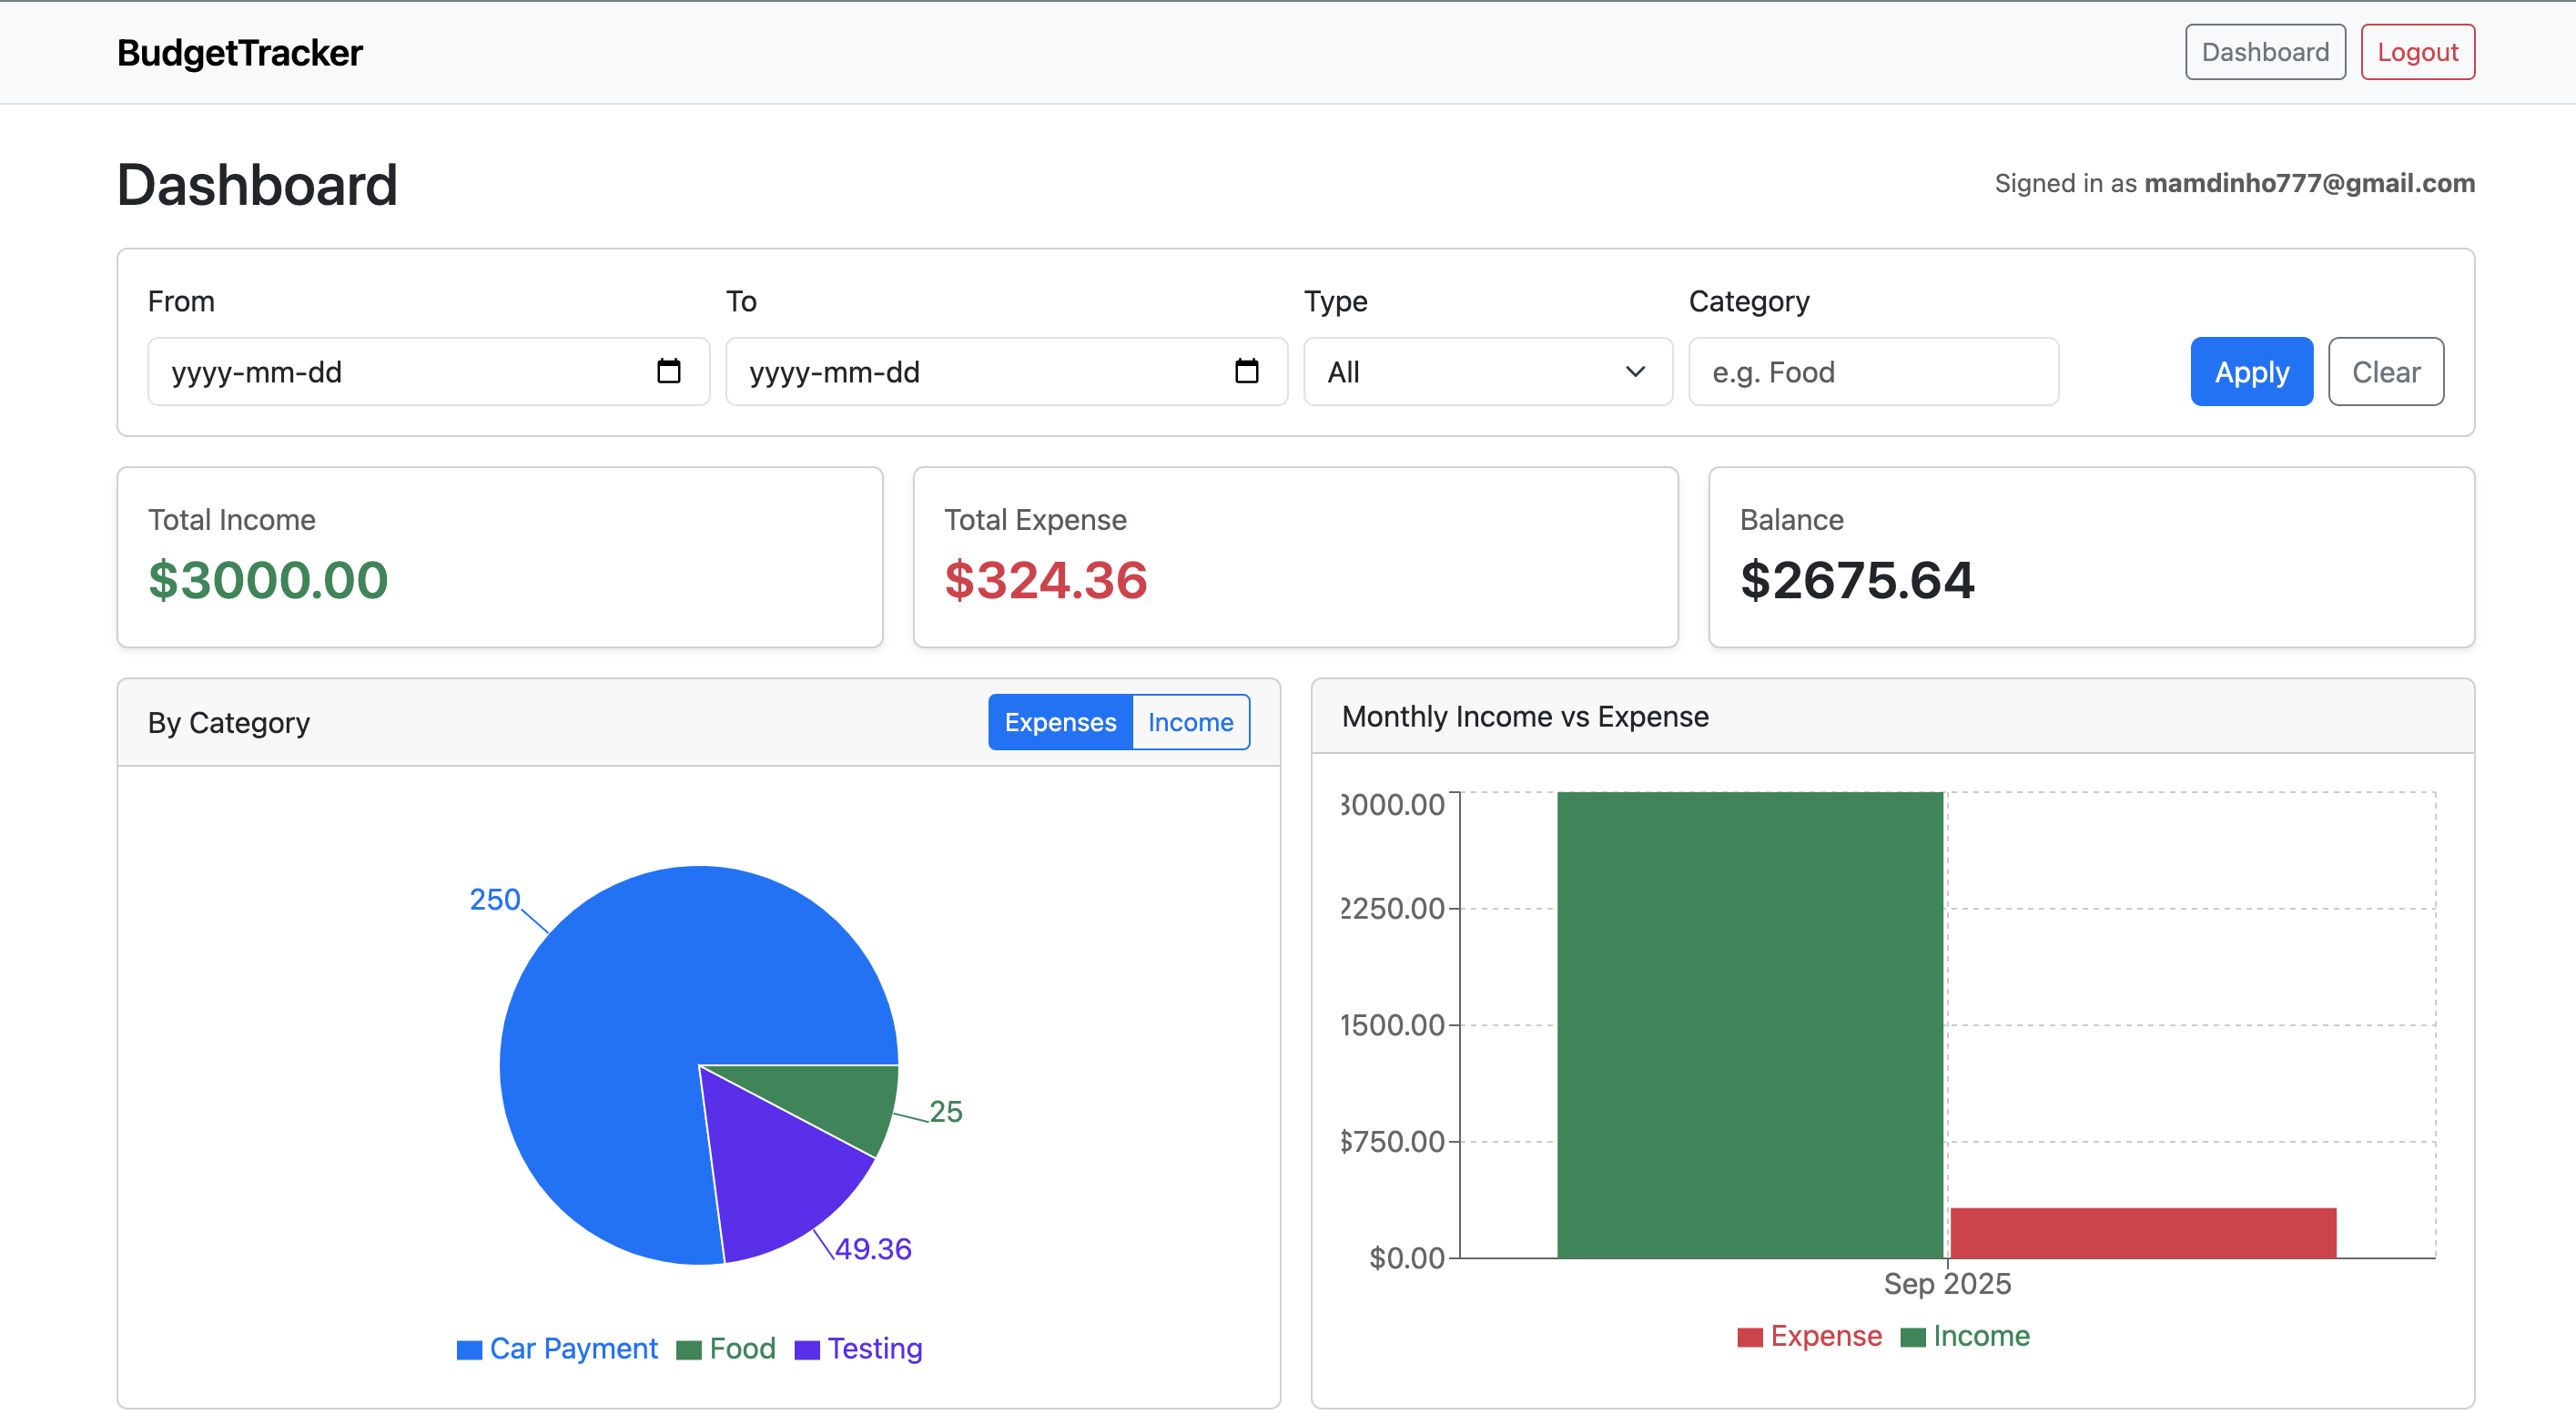 BudgetTracker
Dashboard
Logout
Dashboard
Signed in as mamdinho777@gmail.com
From
To
Type
Category
yyyy-mm-dd
yyyy-mm-dd
All
e.g. Food
Apply
Clear
Total Income
$3000.00
Total Expense
$324.36
Balance
$2675.64
By Category
Expenses
Income
250
25
49.36
Car Payment
Food
Testing
Monthly Income vs Expense
3000.00
2250.00
1500.00
$750.00
$0.00
Sep 2025
Expense
Income